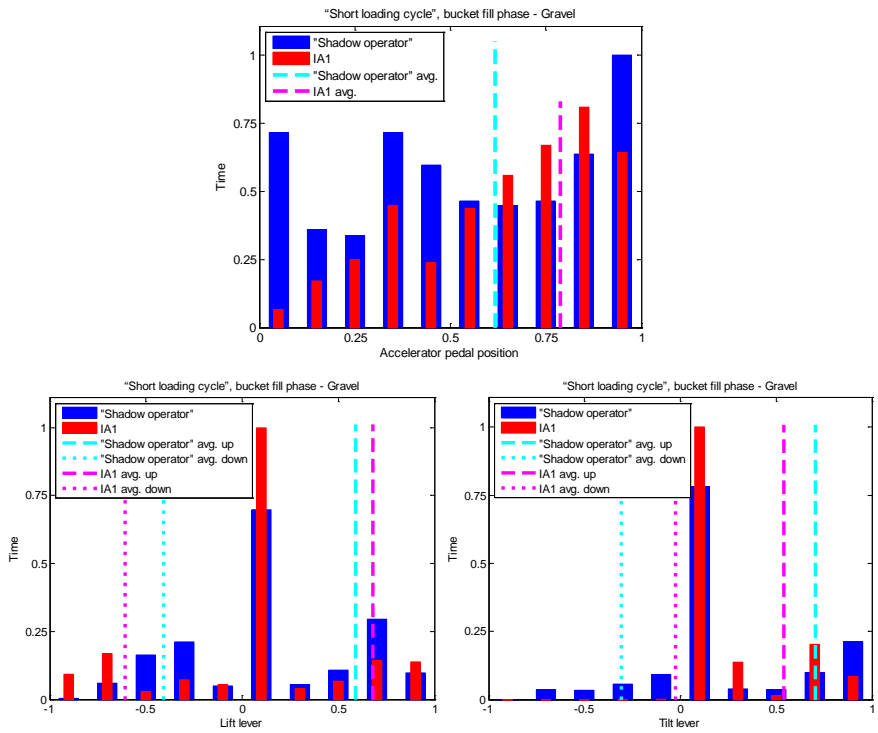 “Short loading cycle”, bucket fill phase - Gravel
"Shadow operator"
IA1
"Shadow operator" avg.
IA1 avg.
1
0.75
0.5
0.25
0
Time
0 0.25 0.5 0.75 1
Accelerator pedal position
“Short loading cycle”, bucket fill phase - Gravel
"Shadow operator"
IA1
"Shadow operator" avg. up
"Shadow operator" avg. down
IA1 avg. up
IA1 avg. down
1
0.75
0.5
0.25
0
Time
-1 -0.5 0 0.5 1
Lift lever
“Short loading cycle”, bucket fill phase - Gravel
"Shadow operator"
IA1
"Shadow operator" avg. up
"Shadow operator" avg. down
IA1 avg. up
IA1 avg. down
1
0.75
0.5
0.25
0
Time
-1 -0.5 0 0.5 1
Tilt lever